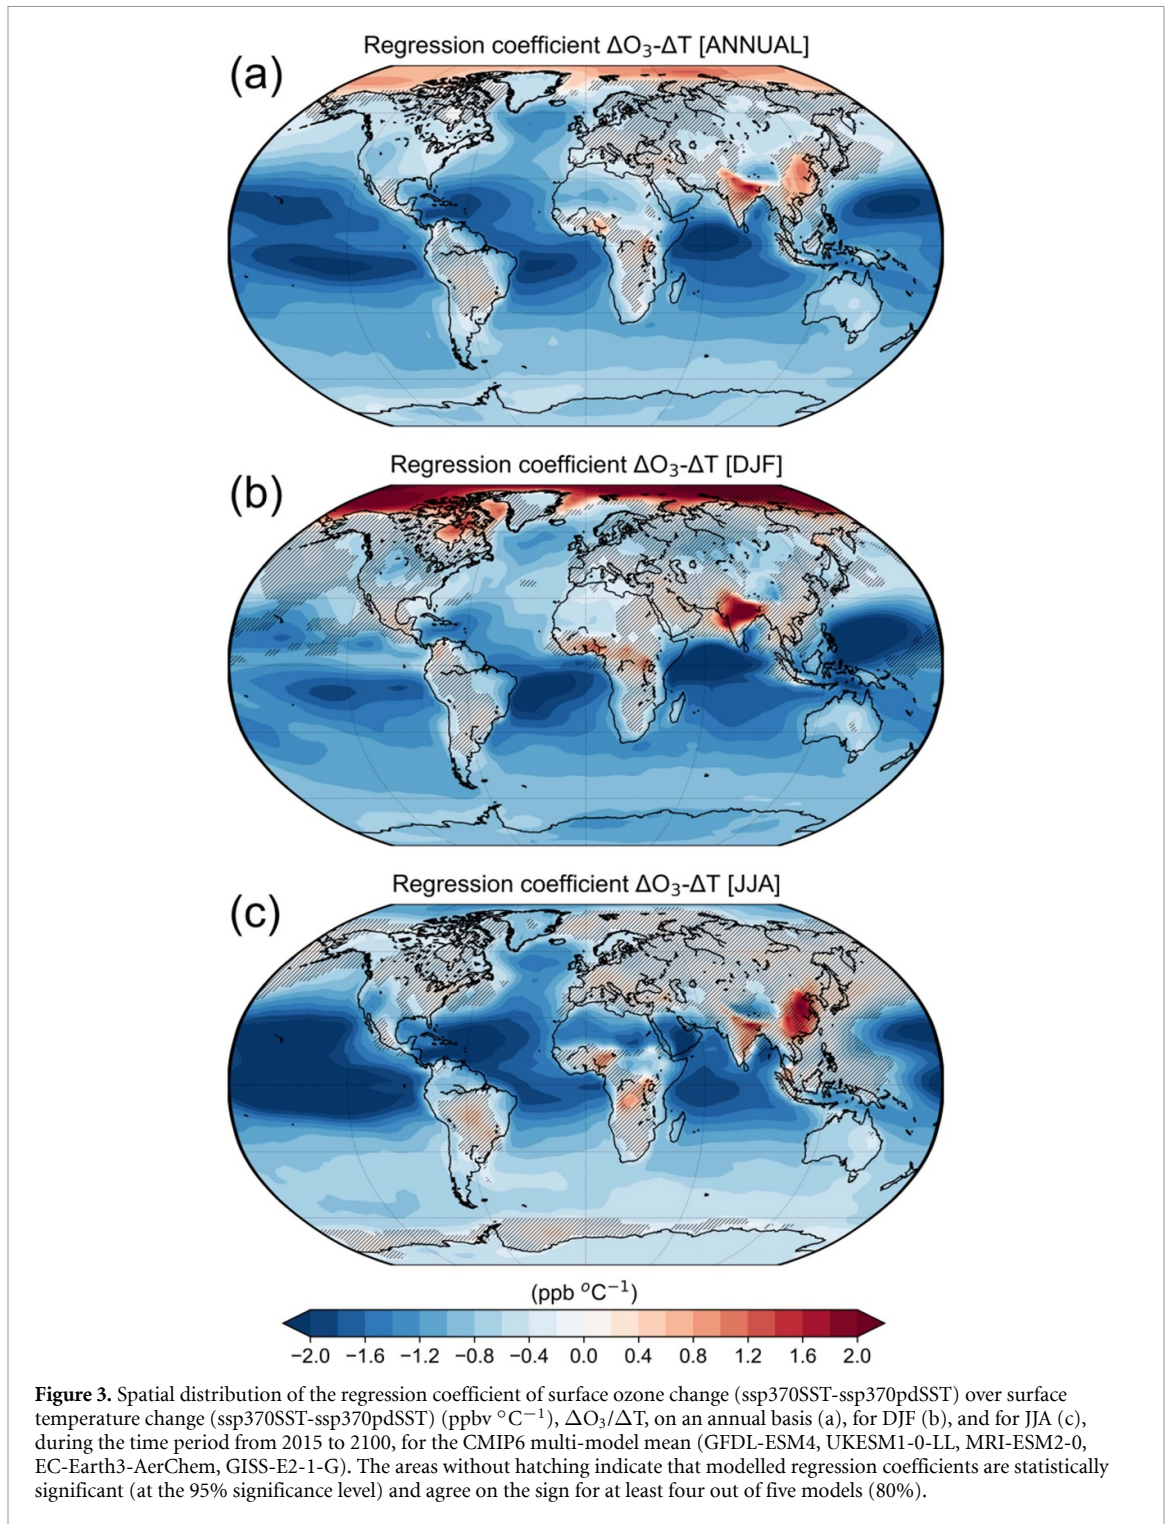 Regression coefficient ΔO₃-ΔT [ANNUAL]
(a)
Regression coefficient ΔO₃-ΔT [DJF]
(b)
Regression coefficient ΔO₃-ΔT [JJA]
(c)
(ppb °C⁻¹)
−2.0 −1.6 −1.2 −0.8 −0.4 0.0 0.4 0.8 1.2 1.6 2.0
Figure 3. Spatial distribution of the regression coefficient of surface ozone change (ssp370SST-ssp370pdSST) over surface
temperature change (ssp370SST-ssp370pdSST) (ppbv °C⁻¹), ΔO₃/ΔT, on an annual basis (a), for DJF (b), and for JJA (c),
during the time period from 2015 to 2100, for the CMIP6 multi-model mean (GFDL-ESM4, UKESM1-0-LL, MRI-ESM2-0,
EC-Earth3-AerChem, GISS-E2-1-G). The areas without hatching indicate that modelled regression coefficients are statistically
significant (at the 95% significance level) and agree on the sign for at least four out of five models (80%).